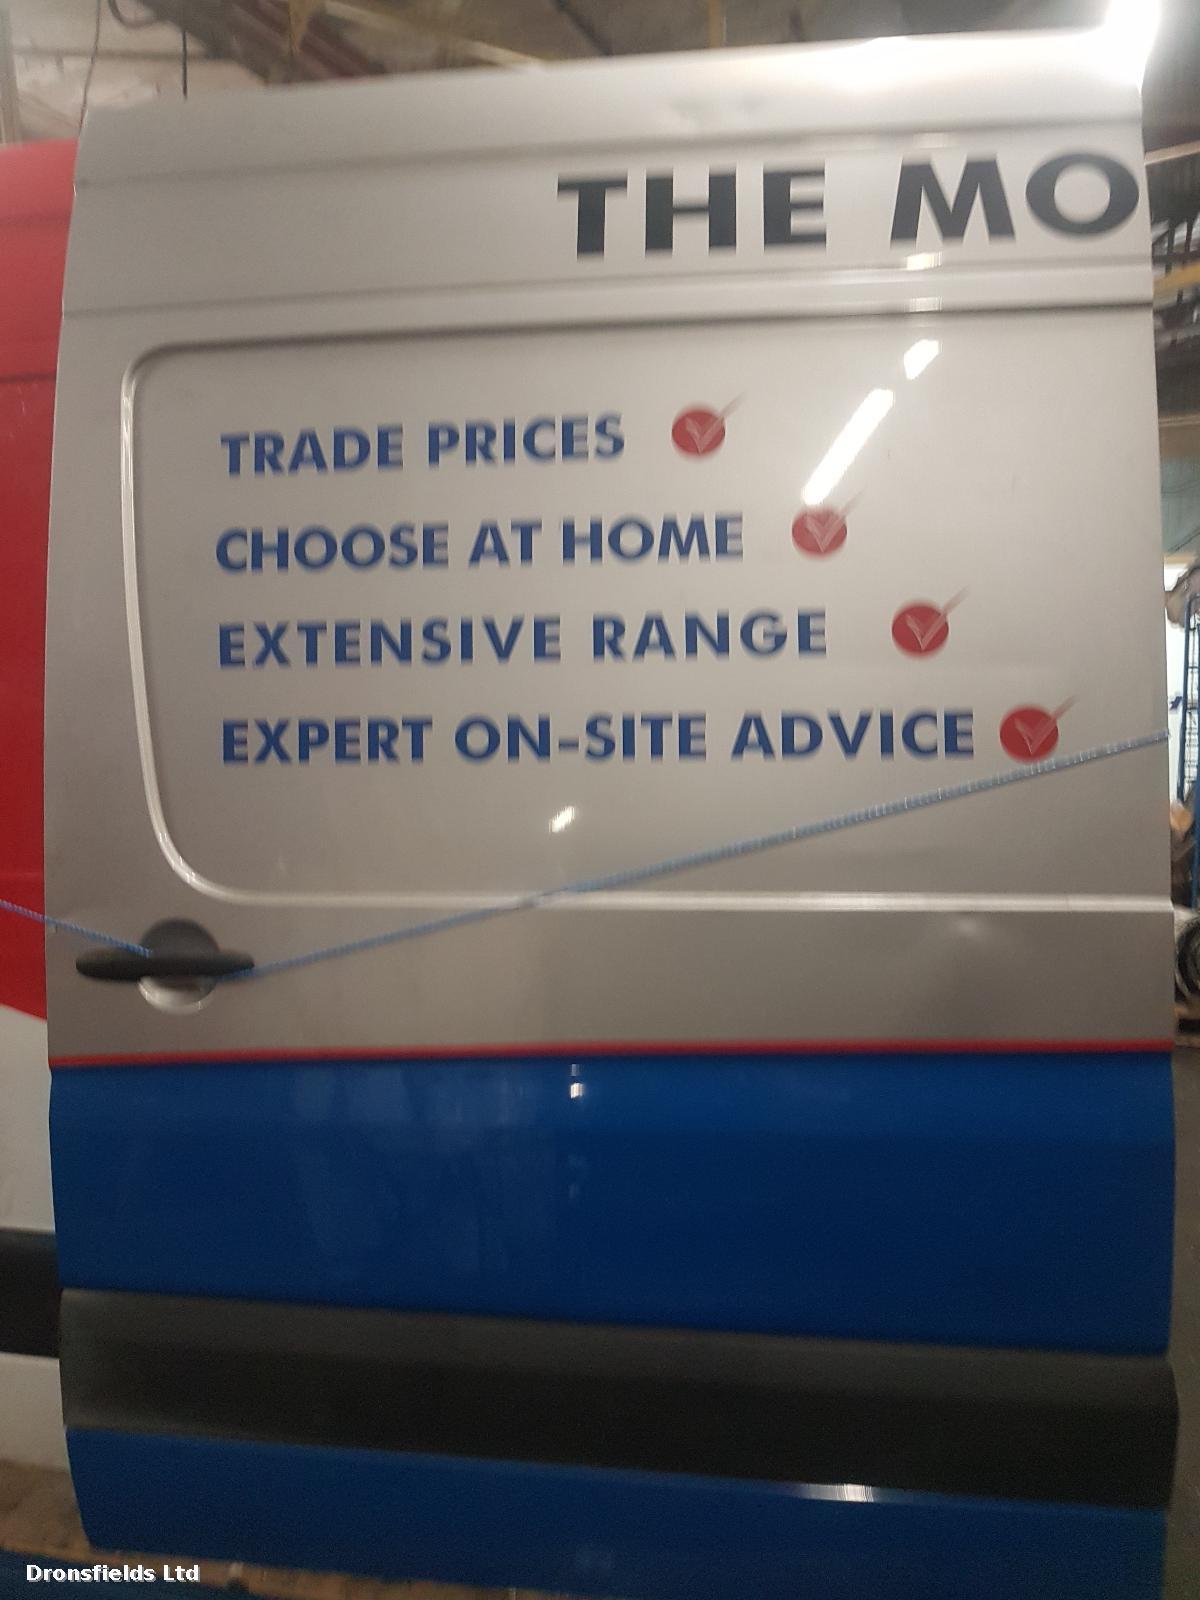 THE MO
TRADE PRICES
CHOOSE AT HOME
EXTENSIVE RANGE
EXPERT ON-SITE ADVICE
Dronsfields Ltd